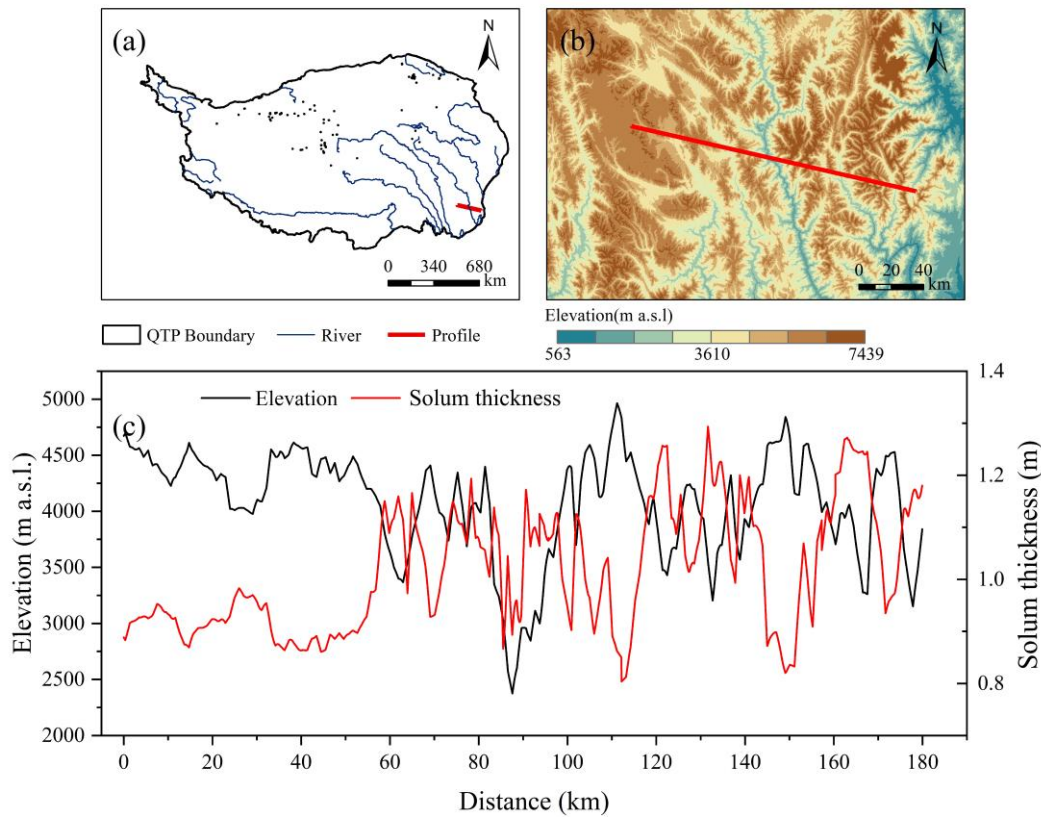 (a)
N
0 340 680
km
(b)
N
0 20 40
km
QTP Boundary
River
Profile
Elevation(m a.s.l)
563 3610 7439
(c)
Elevation
Solum thickness
5000
4500
4000
3500
3000
2500
2000
Elevation (m a.s.l.)
1.4
1.2
1.0
0.8
Solum thickness (m)
0 20 40 60 80 100 120 140 160 180
Distance (km)